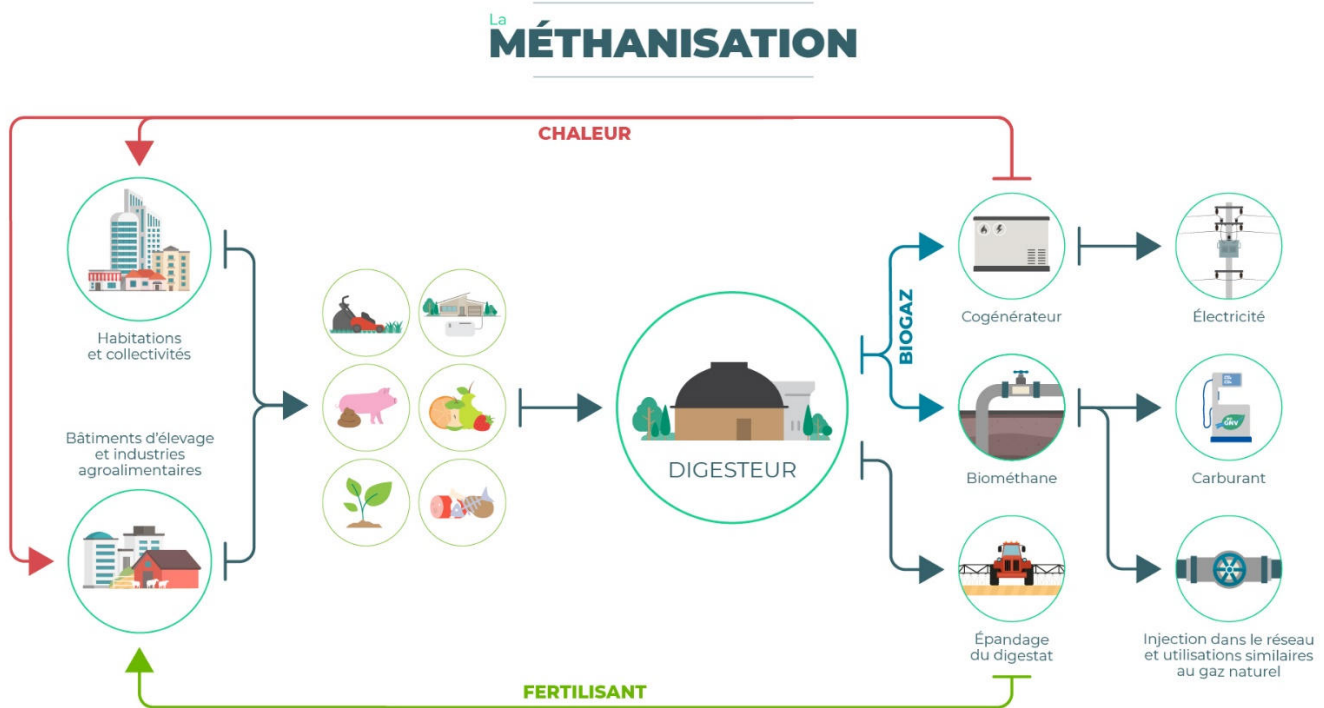 La
MÉTHANISATION
CHALEUR
Habitations
et collectivités
Bâtiments d'élevage
et industries
agroalimentaires
DIGESTEUR
BIOGAZ
Cogénérateur
Électricité
Biométhane
GNV
Carburant
Épandage
du digestat
Injection dans le réseau
et utilisations similaires
au gaz naturel
FERTILISANT